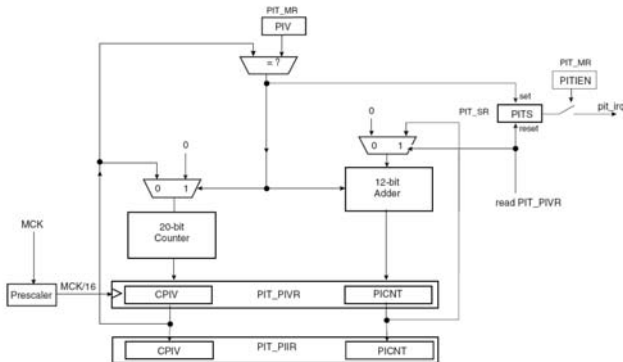 PIT_MR
PIV
= ?
PIT_MR
PITIEN
set
PIT_SR
PITS
pit_irq
reset
0
0 1
0
0 1
12-bit
Adder
read PIT_PIVR
20-bit
Counter
MCK
MCK/16
Prescaler
CPIV
PIT_PIVR
PICNT
CPIV
PIT_PIIR
PICNT